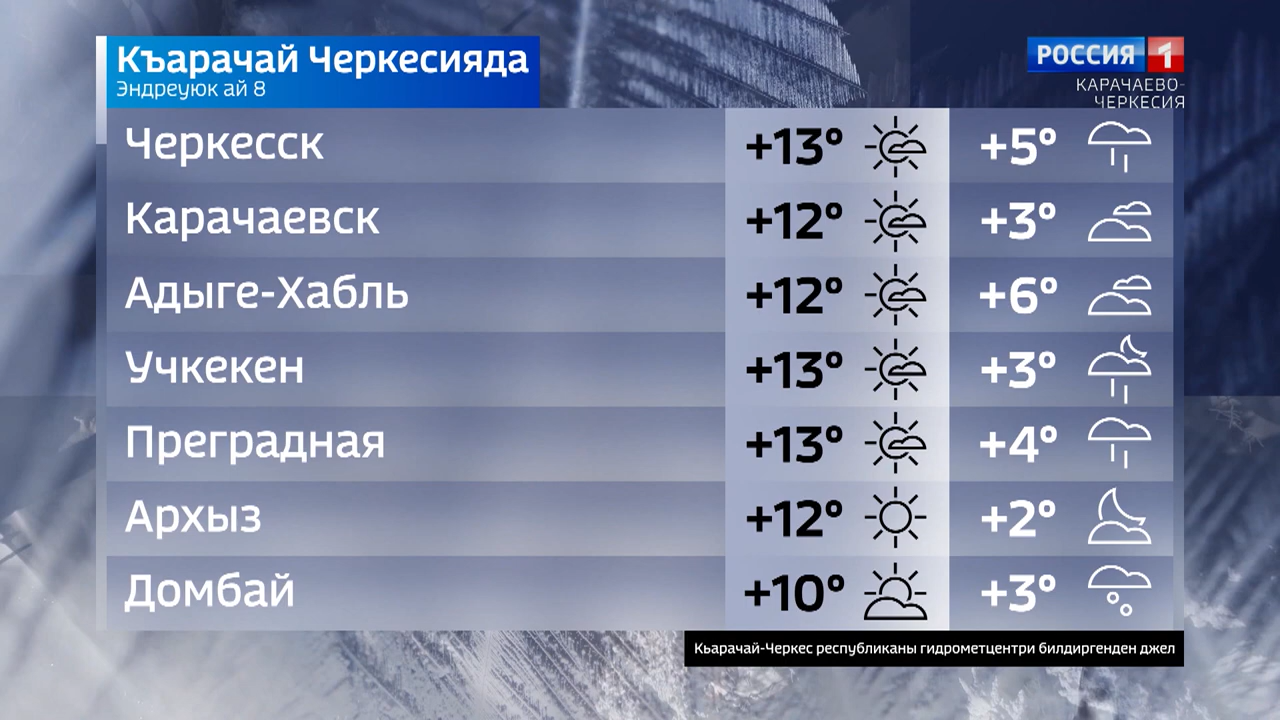 Къарачай Черкесияда
Эндреуюк ай 8
РОССИЯ 1
КАРАЧАЕВО-
ЧЕРКЕСИЯ
Черкесск +13° +5°
Карачаевск +12° +3°
Адыге-Хабль +12° +6°
Учкекен +13° +3°
Преградная +13° +4°
Архыз +12° +2°
Домбай +10° +3°
Кьарачай-Черкес республиканы гидрометцентри билдиргенден джел